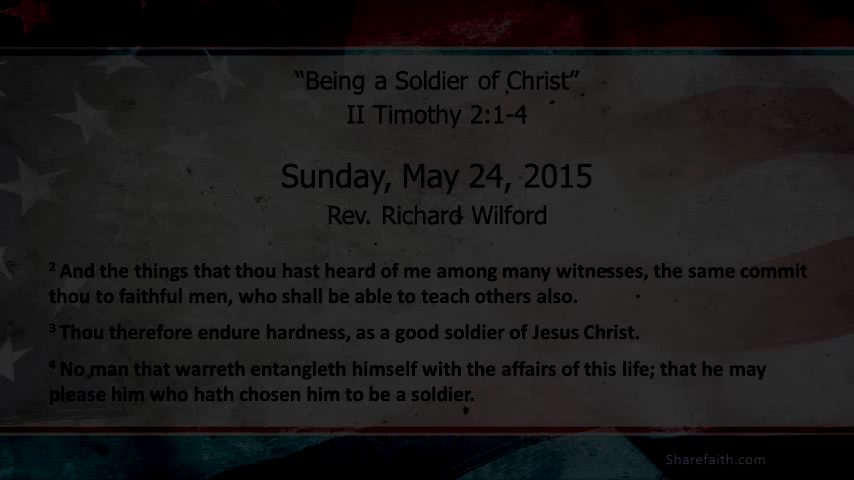 “Being a Soldier of Christ”
II Timothy 2:1-4
Sunday, May 24, 2015
Rev. Richard Wilford
2 And the things that thou hast heard of me among many witnesses, the same commit
thou to faithful men, who shall be able to teach others also.
3 Thou therefore endure hardness, as a good soldier of Jesus Christ.
4 No man that warreth entangleth himself with the affairs of this life; that he may
please him who hath chosen him to be a soldier.
Sharefaith.com